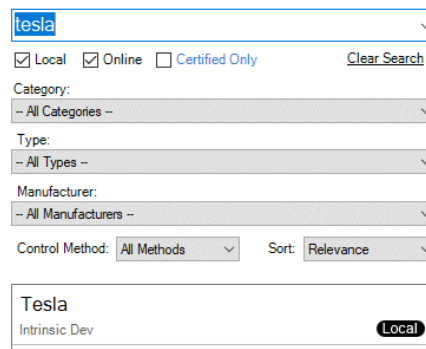 tesla
Local Online Certified Only Clear Search
Category:
-- All Categories --
Type:
-- All Types --
Manufacturer:
-- All Manufacturers --
Control Method: All Methods Sort: Relevance
Tesla
Intrinsic Dev Local